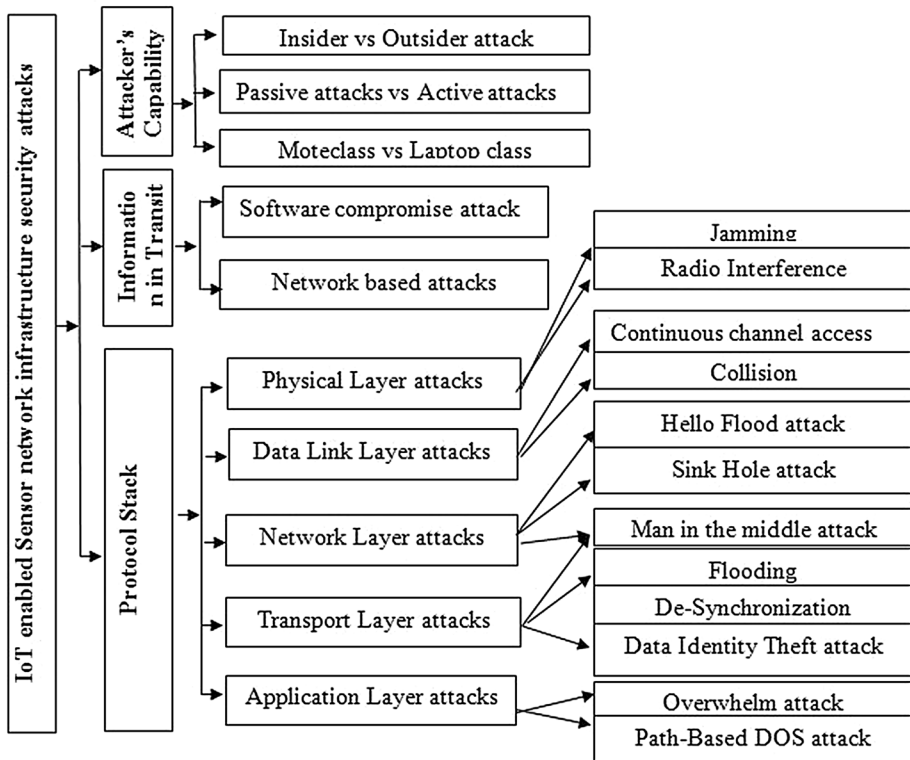 IoT enabled Sensor network infrastructure security attacks
Attacker's
Capability
Insider vs Outsider attack
Passive attacks vs Active attacks
Moteclass vs Laptop class
Informatio
n in Transit
Software compromise attack
Network based attacks
Protocol Stack
Physical Layer attacks
Data Link Layer attacks
Network Layer attacks
Transport Layer attacks
Application Layer attacks
Jamming
Radio Interference
Continuous channel access
Collision
Hello Flood attack
Sink Hole attack
Man in the middle attack
Flooding
De-Synchronization
Data Identity Theft attack
Overwhelm attack
Path-Based DOS attack